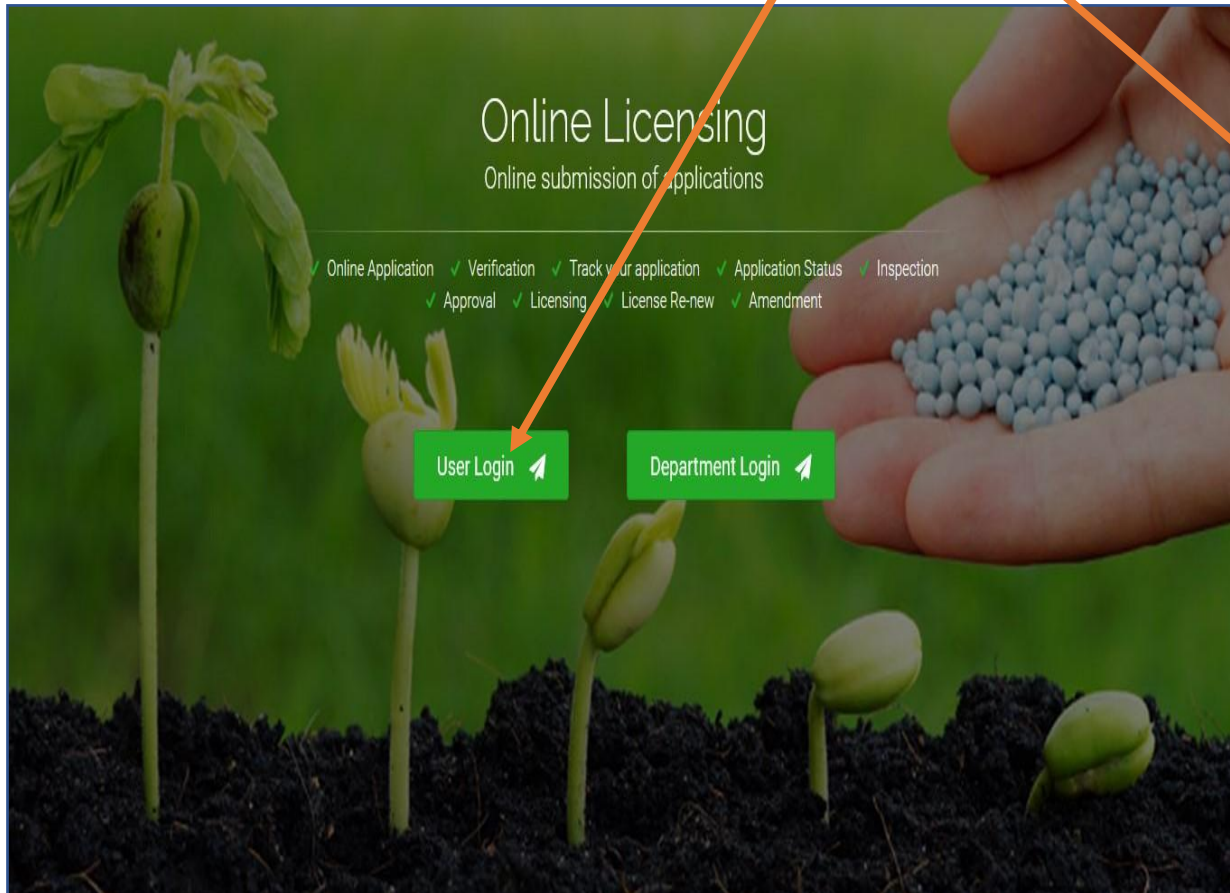 Online Licensing
Online submission of applications
✓ Online Application ✓ Verification ✓ Track your application ✓ Application Status ✓ Inspection
✓ Approval ✓ Licensing ✓ License Re-new ✓ Amendment
User Login
Department Login